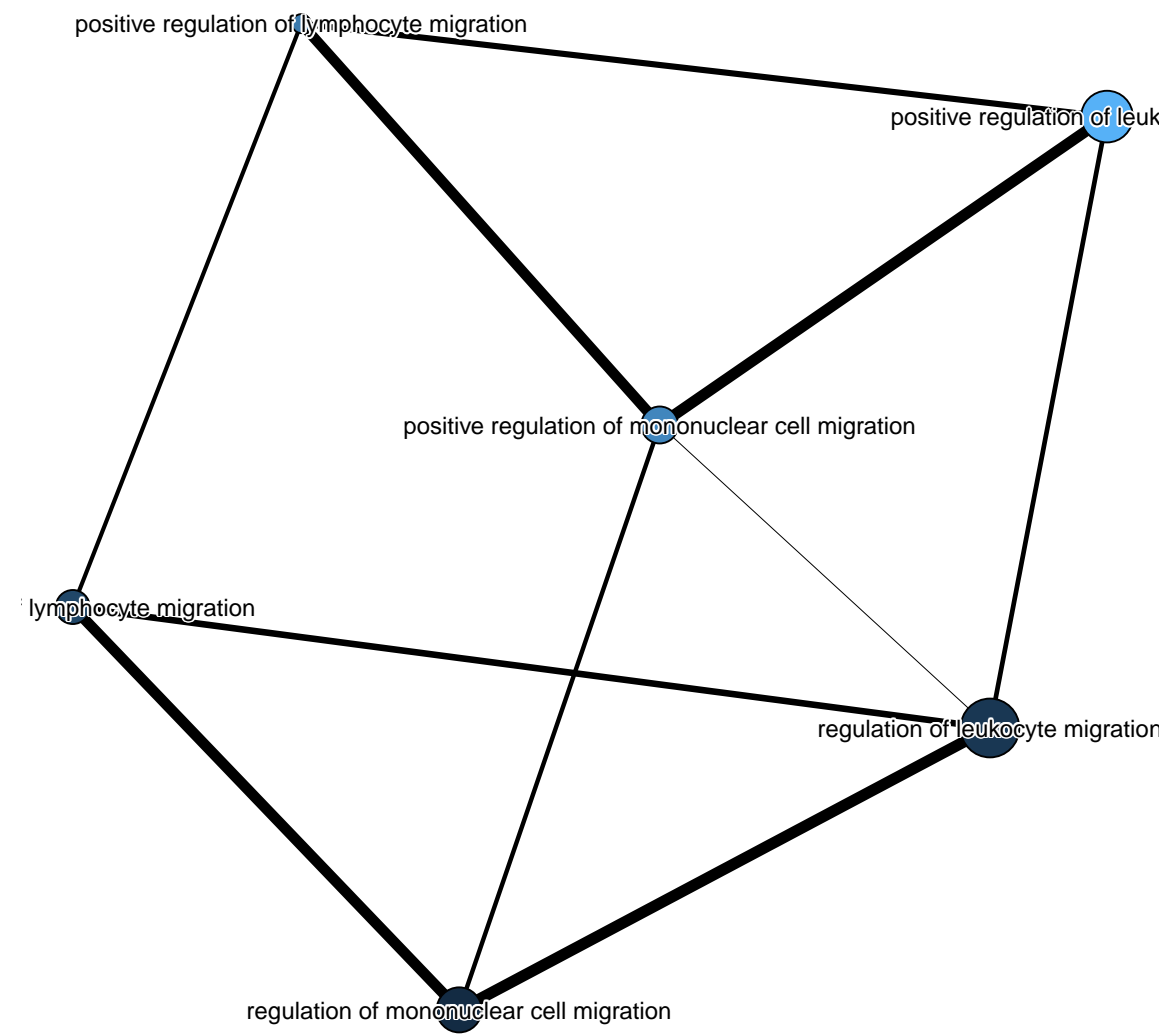 positive regulation of lymphocyte migration
positive regulation of leuk
positive regulation of mononuclear cell migration
lymphocyte migration
regulation of leukocyte migration
regulation of mononuclear cell migration